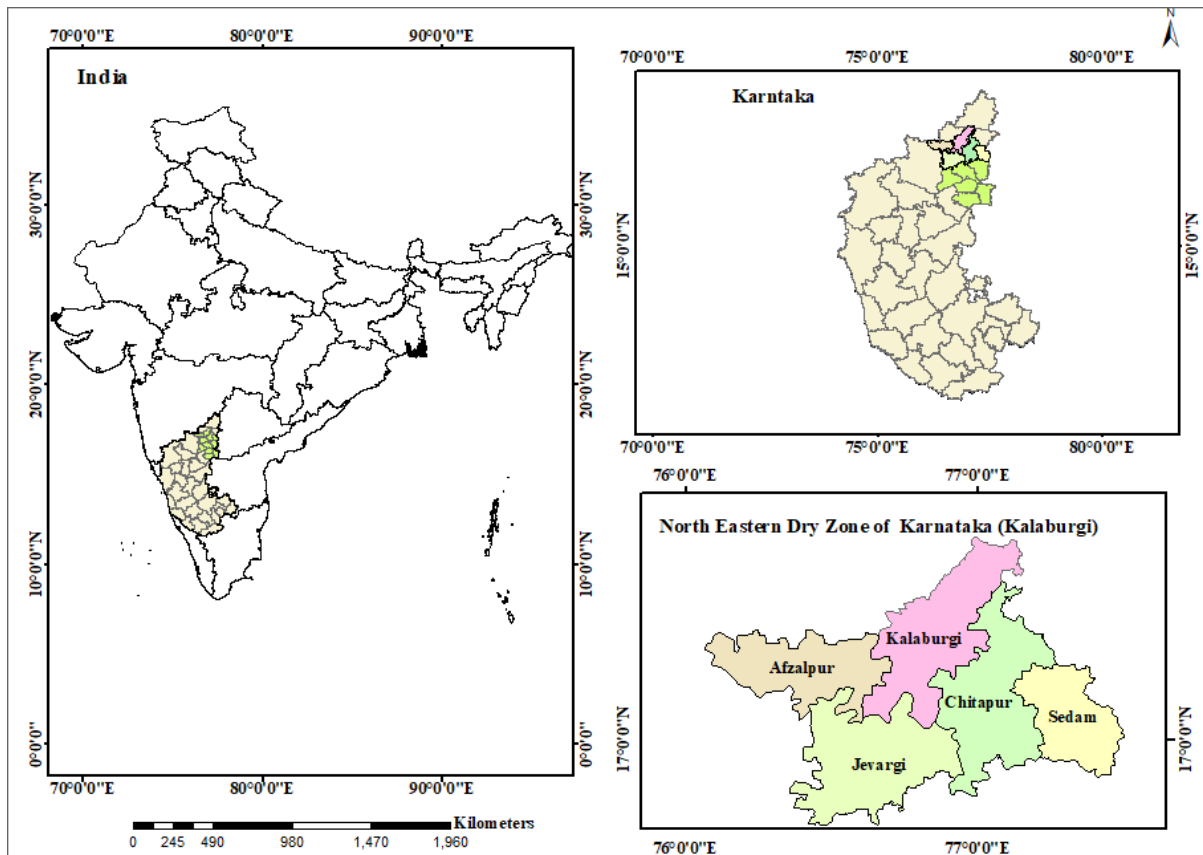 70°0'0"E 80°0'0"E 90°0'0"E
India
30°0'0"N 30°0'0"N
20°0'0"N 20°0'0"N
10°0'0"N 10°0'0"N
0°0'0" 0°0'0"
70°0'0"E 80°0'0"E 90°0'0"E
Kilometers
0 245 490 980 1,470 1,960
N
70°0'0"E 75°0'0"E 80°0'0"E
Karntaka
15°0'0"N 15°0'0"N
70°0'0"E 75°0'0"E 80°0'0"E
76°0'0"E 77°0'0"E
North Eastern Dry Zone of Karnataka (Kalaburgi)
Kalaburgi
Afzalpur
Chitapur
Sedam
Jevargi
17°0'0"N 17°0'0"N
76°0'0"E 77°0'0"E